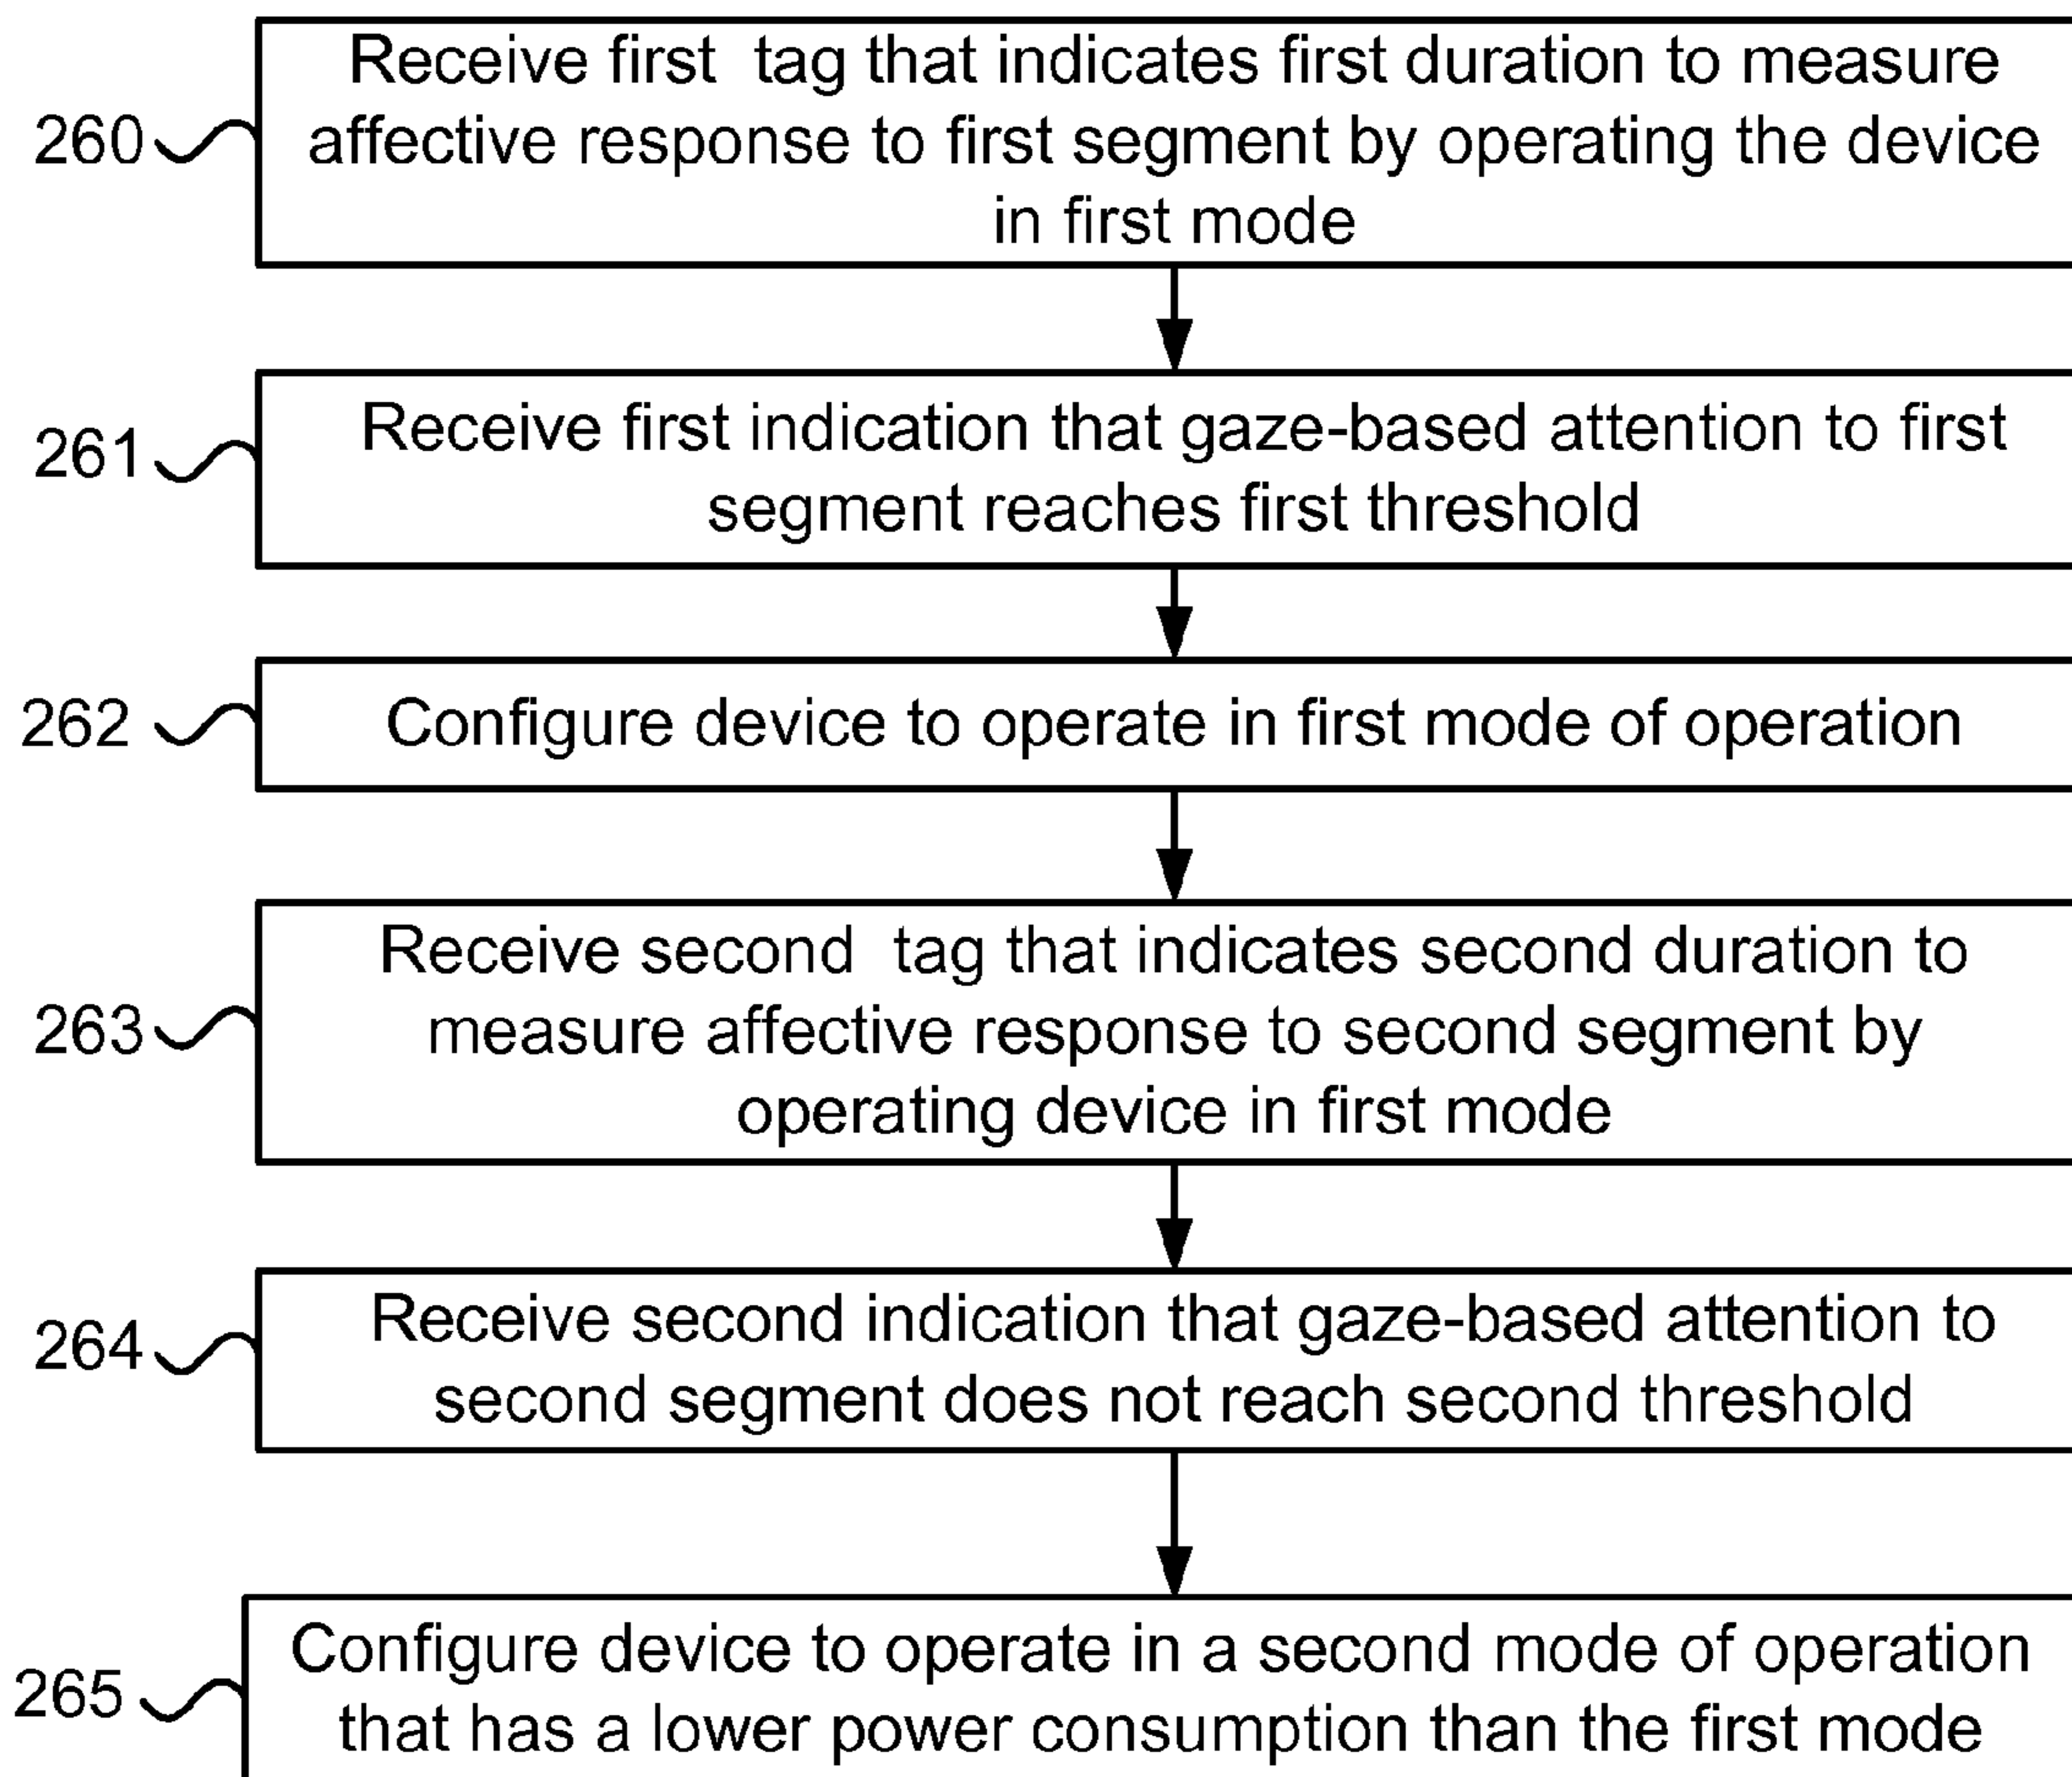 Receive first tag that indicates first duration to measure
260
affective response to first segment by operating the device
in first mode
261
Receive first indication that gaze-based attention to first
segment reaches first threshold
262
Configure device to operate in first mode of operation
Receive second tag that indicates second duration to
263
measure affective response to second segment by
operating device in first mode
264
Receive second indication that gaze-based attention to
second segment does not reach second threshold
265
Configure device to operate in a second mode of operation
that has a lower power consumption than the first mode